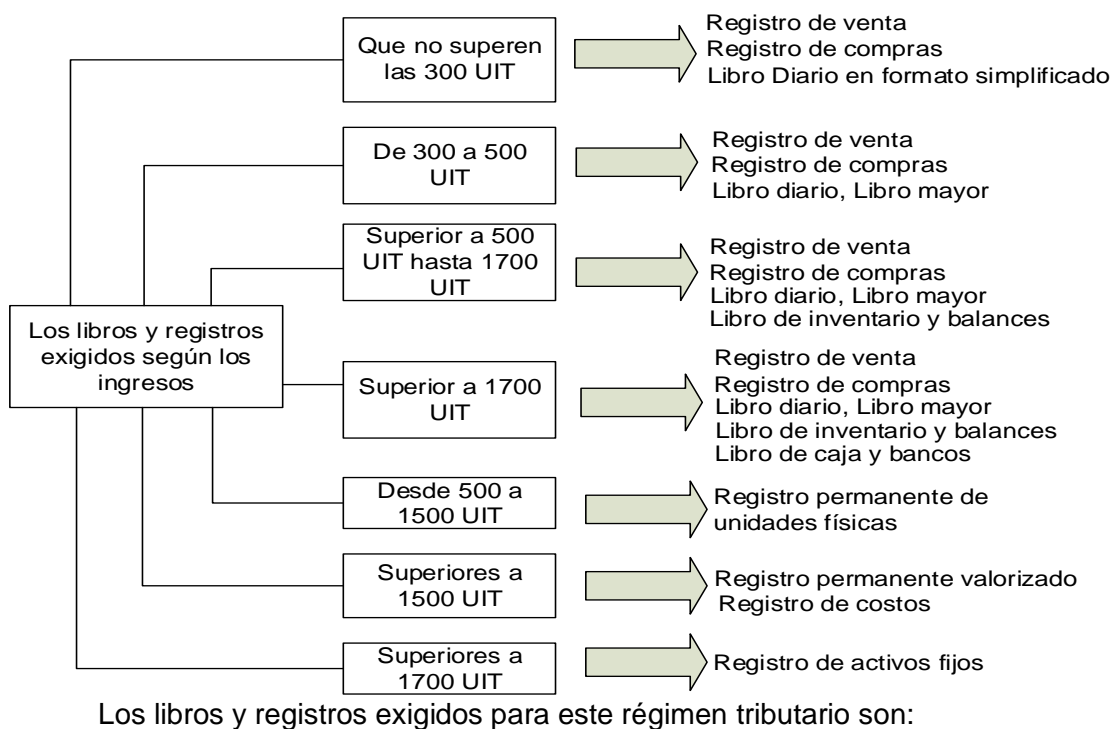 Los libros y registros
exigidos según los
ingresos
Que no superen
las 300 UIT
Registro de venta
Registro de compras
Libro Diario en formato simplificado
De 300 a 500
UIT
Registro de venta
Registro de compras
Libro diario, Libro mayor
Superior a 500
UIT hasta 1700
UIT
Registro de venta
Registro de compras
Libro diario, Libro mayor
Libro de inventario y balances
Superior a 1700
UIT
Registro de venta
Registro de compras
Libro diario, Libro mayor
Libro de inventario y balances
Libro de caja y bancos
Desde 500 a
1500 UIT
Registro permanente de
unidades físicas
Superiores a
1500 UIT
Registro permanente valorizado
Registro de costos
Superiores a
1700 UIT
Registro de activos fijos
Los libros y registros exigidos para este régimen tributario son: